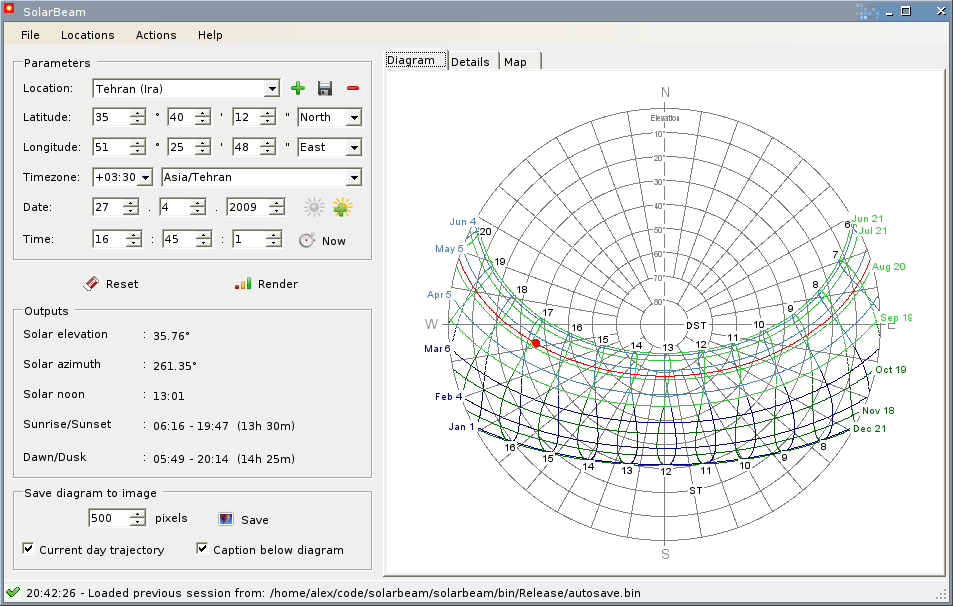 SolarBeam
File Locations Actions Help
Parameters
Location: Tehran (Ira)
Latitude: 35 ° 40 ' 12 " North
Longitude: 51 ° 25 ' 48 " East
Timezone: +03:30 Asia/Tehran
Date: 27 . 4 . 2009
Time: 16 : 45 : 1 Now
Reset Render
Outputs
Solar elevation : 35.76°
Solar azimuth : 261.35°
Solar noon : 13:01
Sunrise/Sunset : 06:16 - 19:47 (13h 30m)
Dawn/Dusk : 05:49 - 20:14 (14h 25m)
Save diagram to image
500 pixels Save
Current day trajectory Caption below diagram
Diagram Details Map
N
Elevation
10°
20°
30°
40°
50°
60°
70°
80°
Jun 4 20 6 Jun 21
Jul 21
May 5 19 7 Aug 20
Apr 5 18 8
17 9 Sep 19
W 16 DST 10 E
15 14 13 12 11
Mar 6
Oct 19
Feb 4
Nov 18
Jan 1 Dec 21
16 15 14 13 12 11 10 9 8
ST
S
20:42:26 - Loaded previous session from: /home/alex/code/solarbeam/solarbeam/bin/Release/autosave.bin